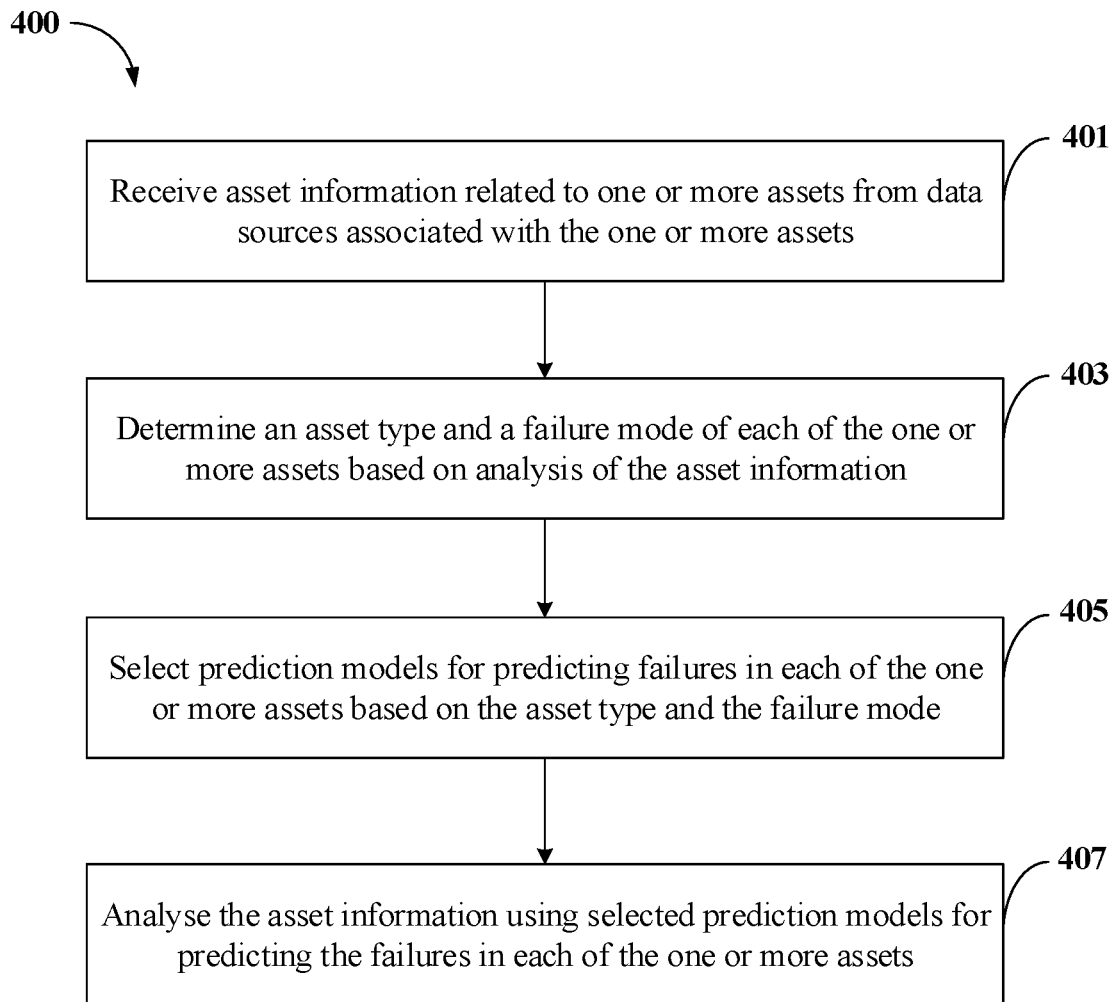 400
401
Receive asset information related to one or more assets from data
sources associated with the one or more assets
403
Determine an asset type and a failure mode of each of the one or
more assets based on analysis of the asset information
405
Select prediction models for predicting failures in each of the one
or more assets based on the asset type and the failure mode
407
Analyse the asset information using selected prediction models for
predicting the failures in each of the one or more assets